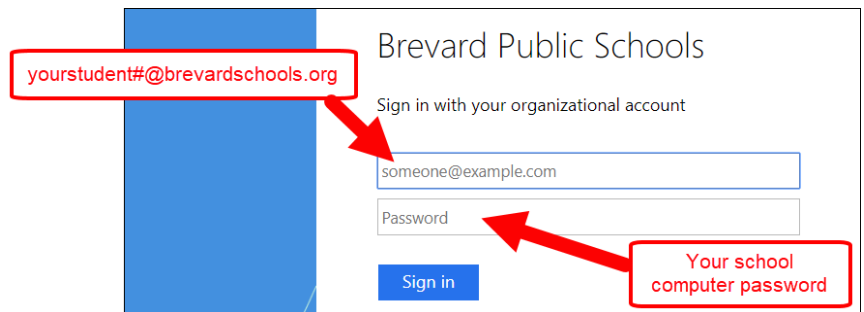 Brevard Public Schools
yourstudent#@brevardschools.org
Sign in with your organizational account
someone@example.com
Password
Your school
computer password
Sign in